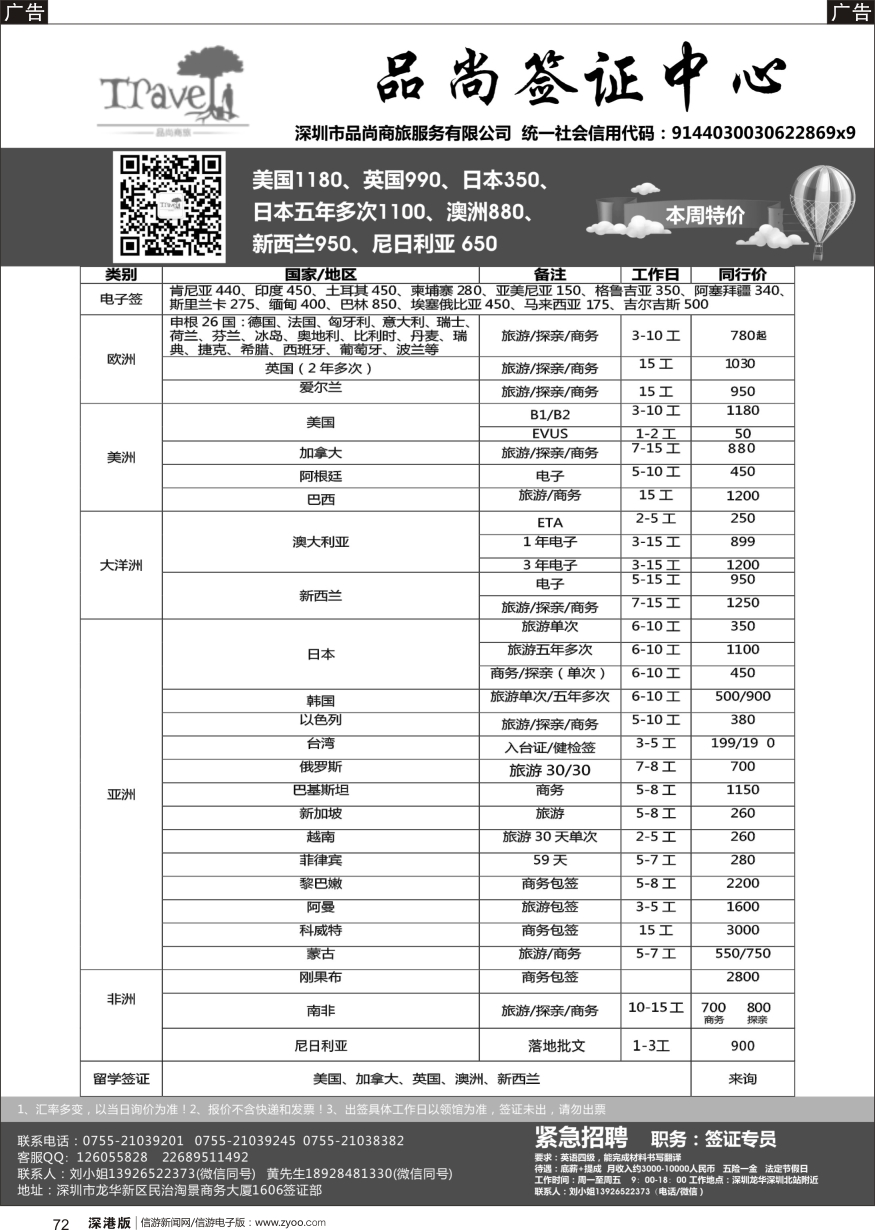 广告
广告
Travel
品尚商旅
品尚签证中心
深圳市品尚商旅服务有限公司 统一社会信用代码：9144030030622869x9
美国1180、英国990、日本350、
日本五年多次1100、澳洲880、
新西兰950、尼日利亚 650
本周特价
类别 国家/地区 备注 工作日 同行价
电子签 肯尼亚 440、印度 450、土耳其 450、柬埔寨 280、亚美尼亚 150、格鲁吉亚 350、阿塞拜疆 340、
斯里兰卡 275、缅甸 400、巴林 850、埃塞俄比亚 450、马来西亚 175、吉尔吉斯 500
欧洲
申根 26 国：德国、法国、匈牙利、意大利、瑞士、
荷兰、芬兰、冰岛、奥地利、比利时、丹麦、瑞
典、捷克、希腊、西班牙、葡萄牙、波兰等
旅游/探亲/商务 3-10 工 780起
英国（2 年多次） 旅游/探亲/商务 15 工 1030
爱尔兰 旅游/探亲/商务 15 工 950
美洲
美国 B1/B2 3-10 工 1180
EVUS 1-2 工 50
加拿大 旅游/探亲/商务 7-15 工 880
阿根廷 电子 5-10 工 450
巴西 旅游/商务 15 工 1200
大洋洲
澳大利亚 ETA 2-5 工 250
1 年电子 3-15 工 899
3 年电子 3-15 工 1200
新西兰 电子 5-15 工 950
旅游/探亲/商务 7-15 工 1250
亚洲
日本 旅游单次 6-10 工 350
旅游五年多次 6-10 工 1100
商务/探亲（单次） 6-10 工 450
韩国 旅游单次/五年多次 6-10 工 500/900
以色列 旅游/探亲/商务 5-10 工 380
台湾 入台证/健检签 3-5 工 199/19 0
俄罗斯 旅游 30/30 7-8 工 700
巴基斯坦 商务 5-8 工 1150
新加坡 旅游 5-8 工 260
越南 旅游 30 天单次 2-5 工 260
菲律宾 59 天 5-7 工 280
黎巴嫩 商务包签 5-8 工 2200
阿曼 旅游包签 3-5 工 1600
科威特 商务包签 15 工 3000
蒙古 旅游/商务 5-7 工 550/750
非洲
刚果布 商务包签 2800
南非 旅游/探亲/商务 10-15 工 700 800
商务 探亲
尼日利亚 落地批文 1-3工 900
留学签证 美国、加拿大、英国、澳洲、新西兰 来询
1、汇率多变，以当日询价为准！2、报价不含快递和发票！3、出签具体工作日以领馆为准，签证未出，请勿出票
联系电话：0755-21039201 0755-21039245 0755-21038382
客服QQ: 126055828 22689511492
联系人：刘小姐13926522373(微信同号) 黄先生18928481330(微信同号)
地址：深圳市龙华新区民治淘景商务大厦1606签证部
紧急招聘 职务：签证专员
要求：英语四级，能完成材料书写翻译
待遇：底薪+提成 月收入约3000-10000人民币 五险一金 法定节假日
工作时间：周一至周五 9：00-18：00 工作地点：深圳龙华深圳北站附近
联系人：刘小姐13926522373（电话/微信）
72 深港版 信游新闻网/信游电子版：www.zyoo.com